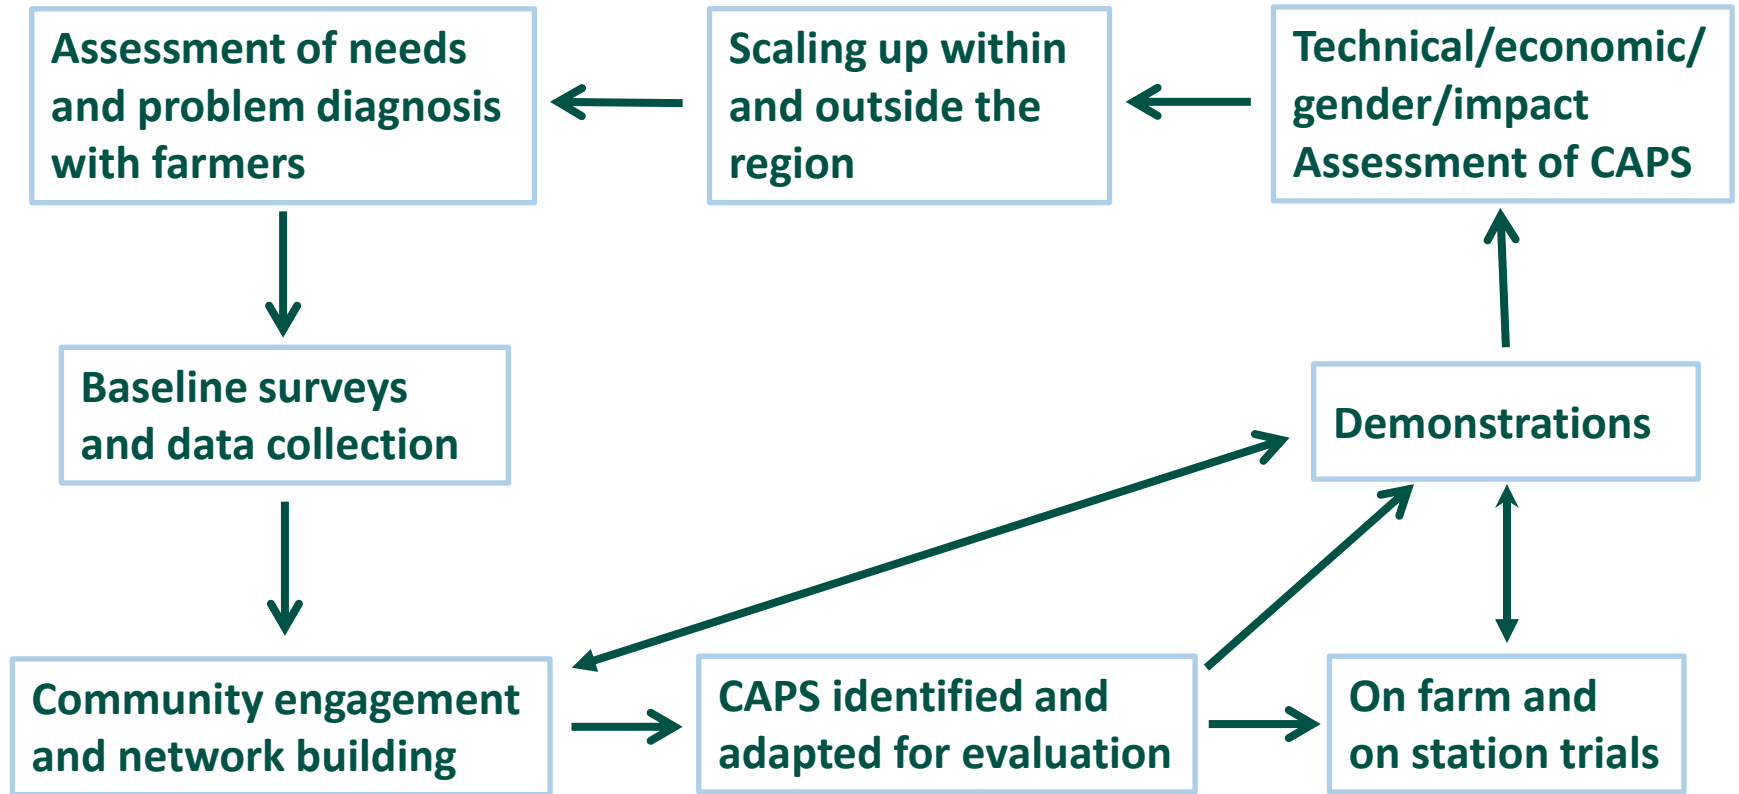 Assessment of needs
and problem diagnosis
with farmers
Scaling up within
and outside the
region
Technical/economic/
gender/impact
Assessment of CAPS
Baseline surveys
and data collection
Demonstrations
Community engagement
and network building
CAPS identified and
adapted for evaluation
On farm and
on station trials